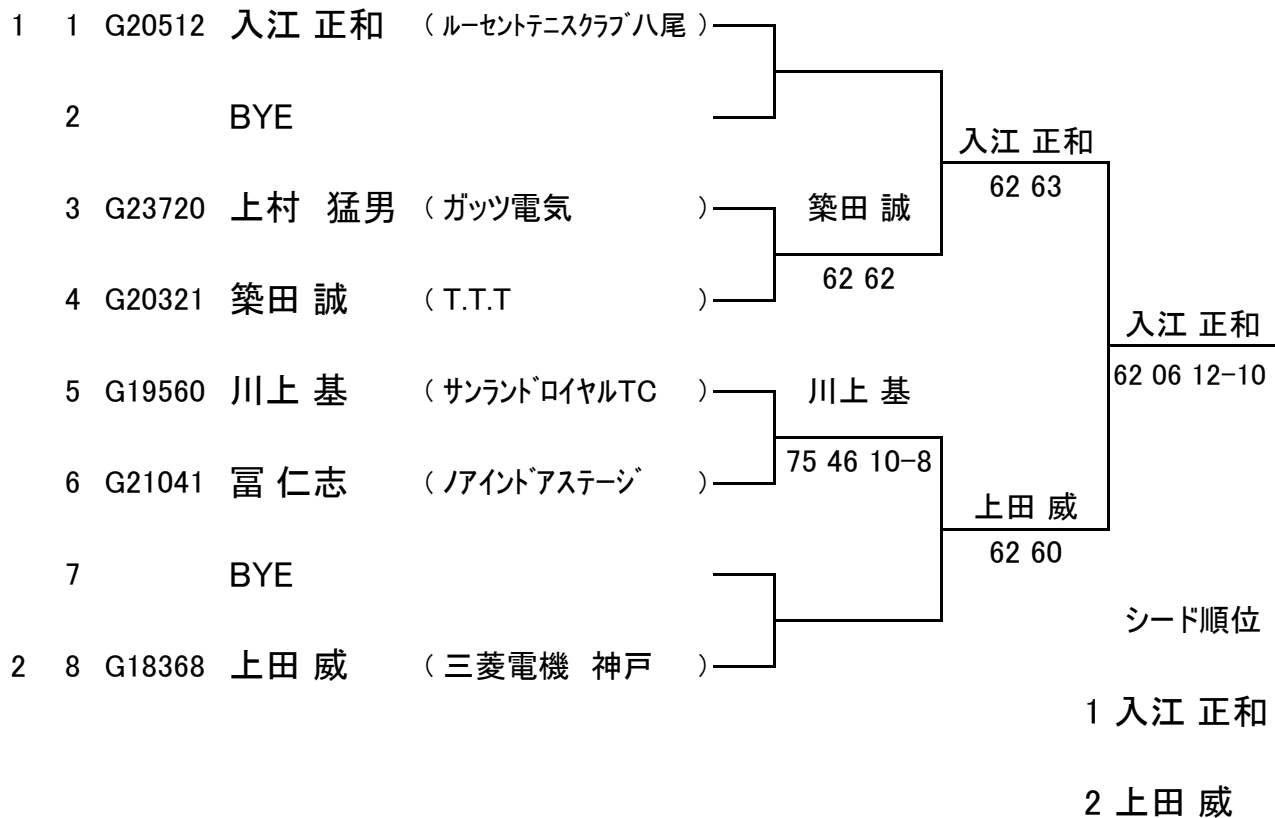 1 1 G20512 入江 正和 (ルーセントテニスクラブ八尾)
2 BYE
入江 正和
62 63
3 G23720 上村 猛男 (ガッツ電気)
築田 誠
62 62
4 G20321 築田 誠 (T.T.T)
入江 正和
62 06 12-10
5 G19560 川上 基 (サンランドロイヤルTC)
川上 基
75 46 10-8
6 G21041 冨 仁志 (ノアインドアステージ)
上田 威
62 60
7 BYE
2 8 G18368 上田 威 (三菱電機 神戸)
シード順位
1 入江 正和
2 上田 威